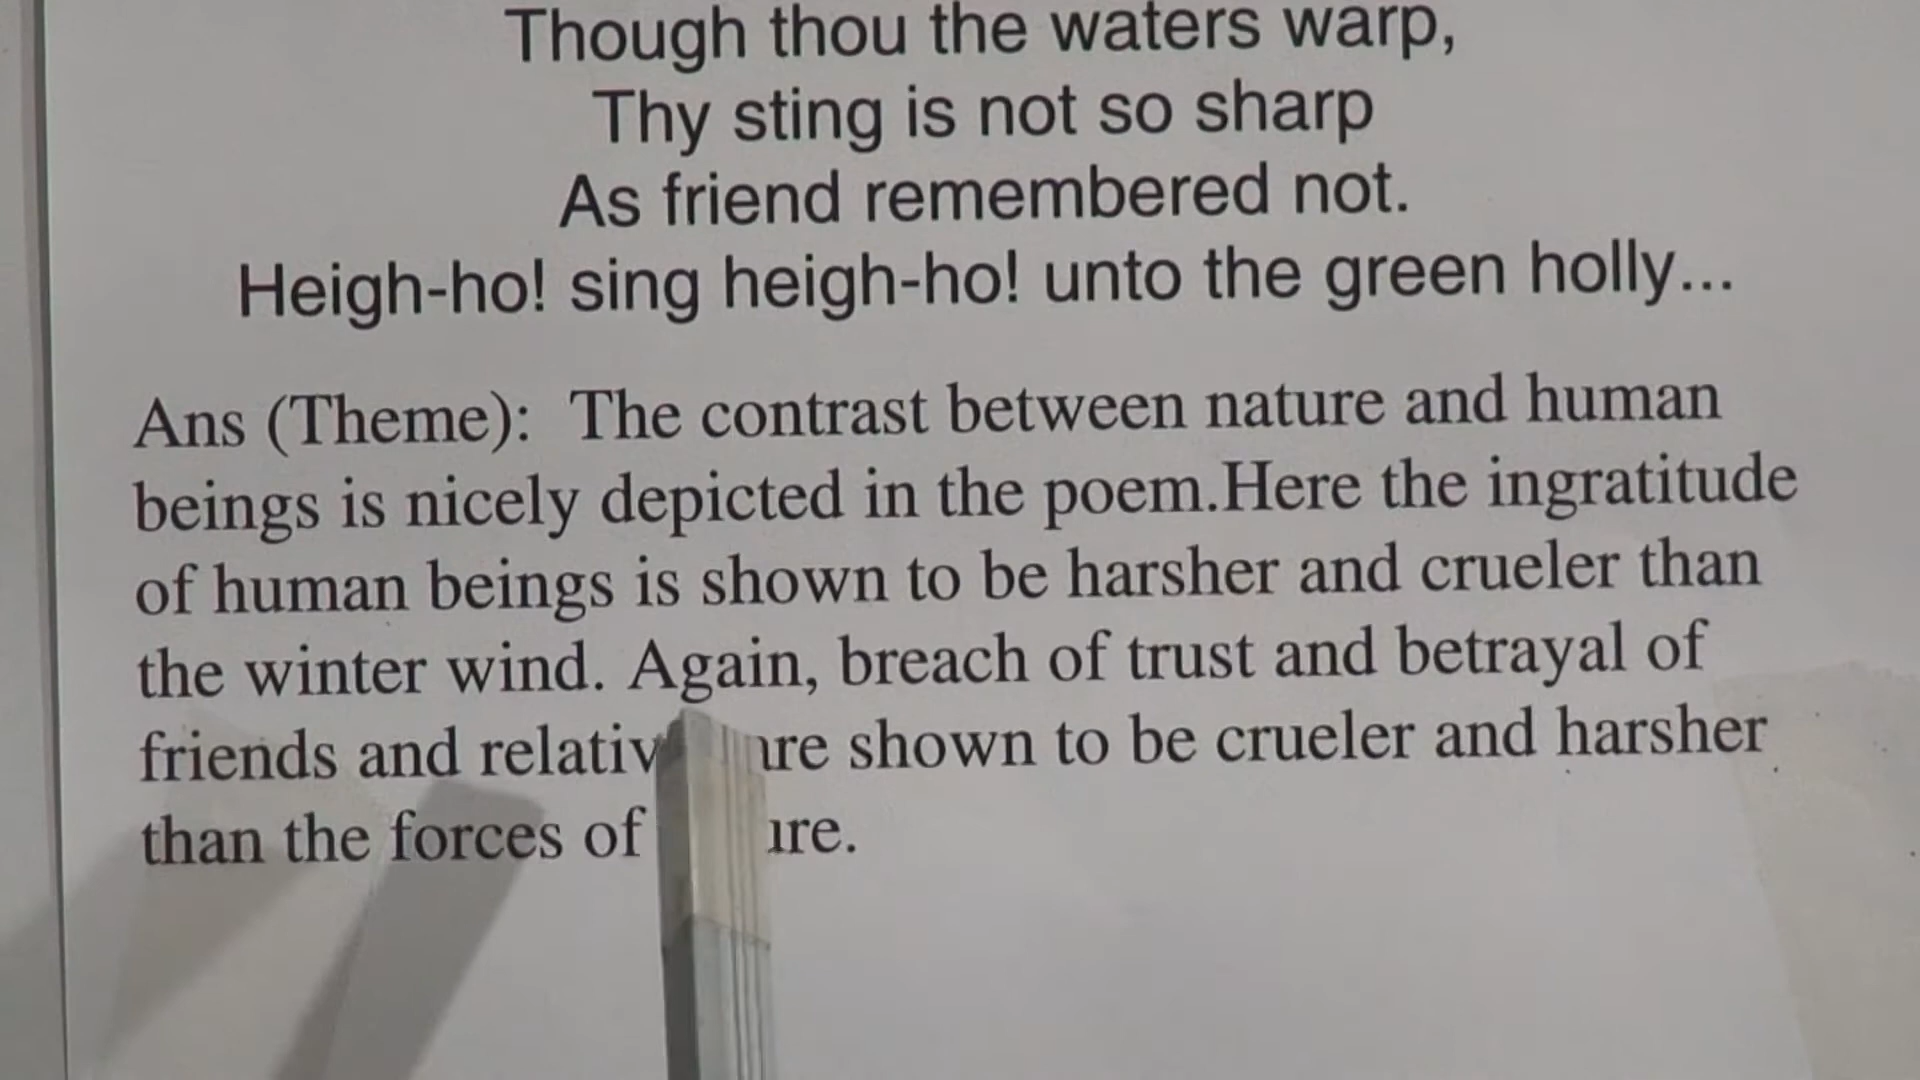 Though thou the waters warp,
Thy sting is not so sharp
As friend remembered not.
Heigh-ho! sing heigh-ho! unto the green holly...
Ans (Theme): The contrast between nature and human
beings is nicely depicted in the poem.Here the ingratitude
of human beings is shown to be harsher and crueler than
the winter wind. Again, breach of trust and betrayal of
friends and shown to be crueler and harsher
than the forces of